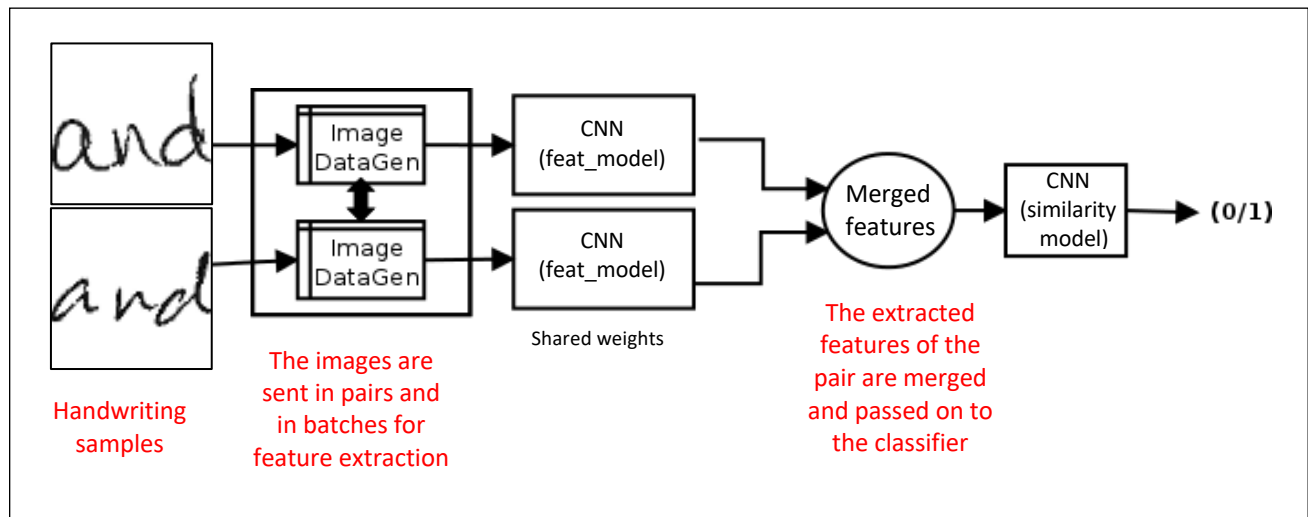 and
and
Image
DataGen
Image
DataGen
CNN
(feat_model)
CNN
(feat_model)
Shared weights
Merged
features
CNN
(similarity
model)
(0/1)
Handwriting
samples
The images are
sent in pairs and
in batches for
feature extraction
The extracted
features of the
pair are merged
and passed on to
the classifier